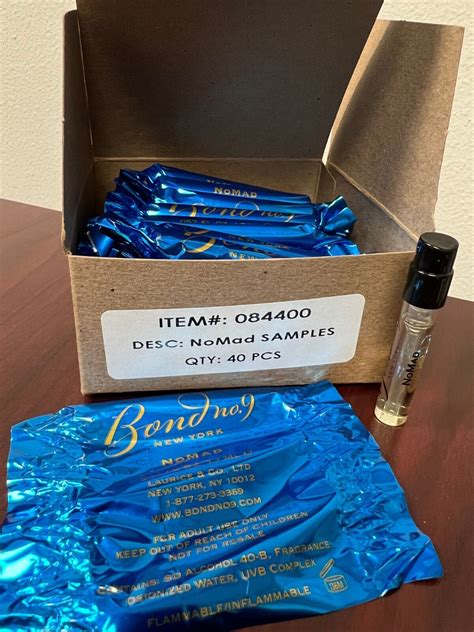 NoMAD
Bond no.9
NEW YORK
ITEM#: 084400
DESC: NoMad SAMPLES
QTY: 40 PCS
NoMAD
Bond no.9
NEW YORK
NoMAD
LAURICE & CO., LTD
NEW YORK, NY 10012
1-877-273-3369
WWW.BONDNO9.COM
FOR ADULT USE ONLY
KEEP OUT OF REACH OF CHILDREN
NOT FOR RESALE
CONTAINS: SD ALCOHOL 40-B, FRAGRANCE,
DEIONIZED WATER, UVB COMPLEX
FLAMMABLE/INFLAMMABLE
36M